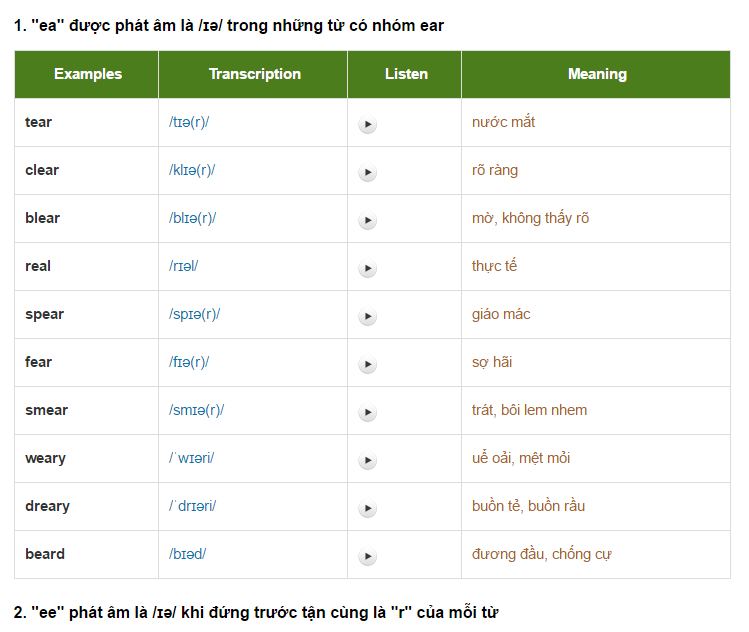 1. "ea" được phát âm là /ɪə/ trong những từ có nhóm ear
Examples Transcription Listen Meaning
tear /tɪə(r)/ nước mắt
clear /klɪə(r)/ rõ ràng
blear /blɪə(r)/ mờ, không thấy rõ
real /rɪəl/ thực tế
spear /spɪə(r)/ giáo mác
fear /fɪə(r)/ sợ hãi
smear /smɪə(r)/ trát, bôi lem nhem
weary /ˈwɪəri/ uể oải, mệt mỏi
dreary /ˈdrɪəri/ buồn tẻ, buồn rầu
beard /bɪəd/ đương đầu, chống cự
2. "ee" phát âm là /ɪə/ khi đứng trước tận cùng là "r" của mỗi từ